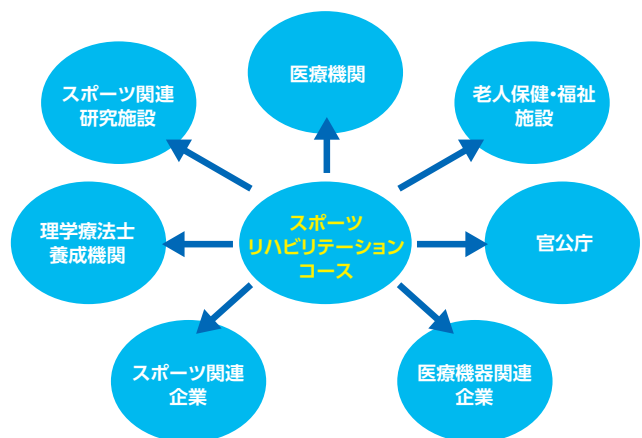 医療機関
スポーツ関連
研究施設
老人保健・福祉
施設
スポーツ
リハビリテーション
コース
理学療法士
養成機関
官公庁
スポーツ関連
企業
医療機器関連
企業